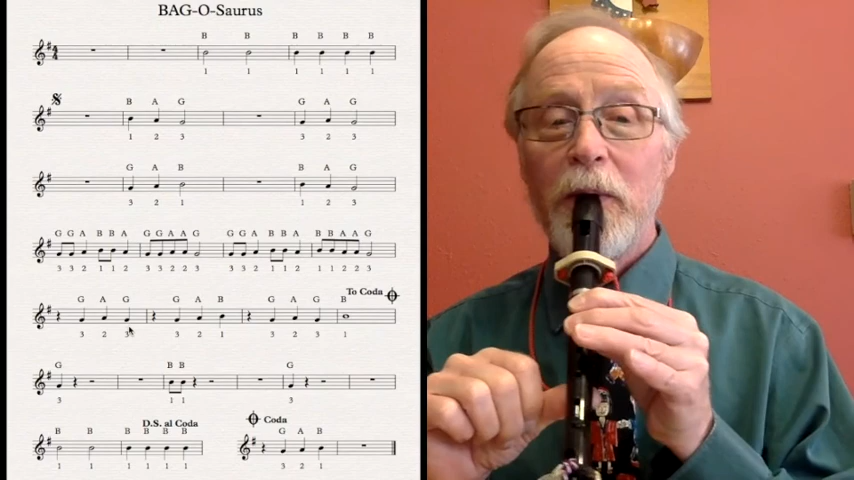 BAG-O-Saurus
B B B B B B
1 1 1 1 1 1
B A G G A G
1 2 3 3 2 3
G A B B A G
3 2 1 1 2 3
G G A B B A G G A A G G G A B B A B B A A G
3 3 2 1 1 2 3 3 2 2 3 3 3 2 1 1 2 1 1 2 2 3
To Coda
G A G G A B G A G B
3 2 3 3 2 1 3 2 3 1
G B B G
3 1 1 3
D.S. al Coda Coda
B B B B B B G A B
1 1 1 1 1 1 3 2 1